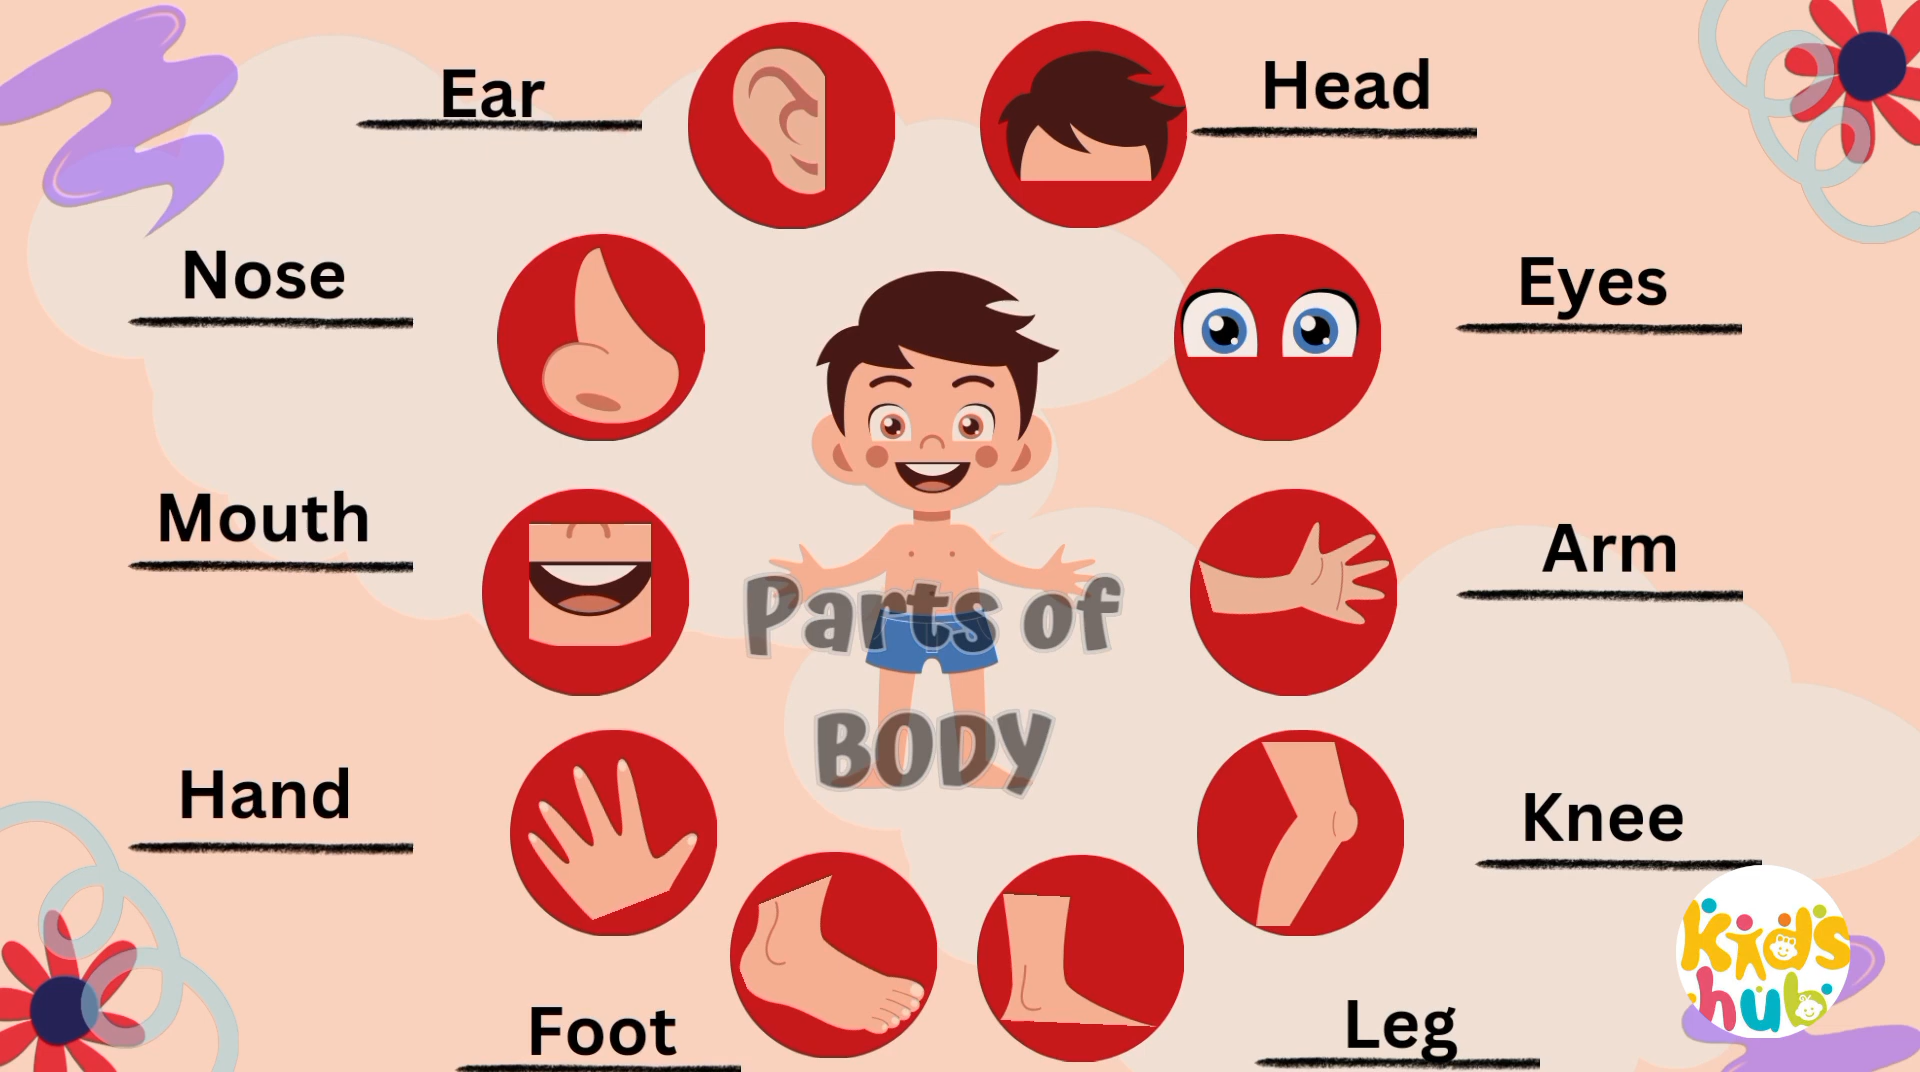 Ear
Head
Nose
Eyes
Mouth
Arm
Parts of
BODY
Hand
Knee
Foot
Leg
kids
hub